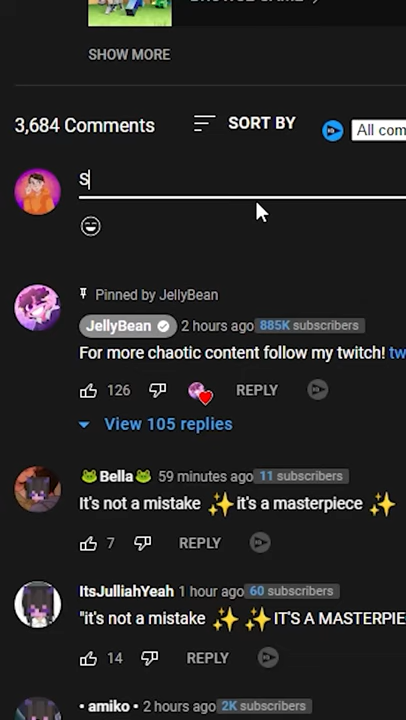 SHOW MORE
3,684 Comments SORT BY All com
S
Pinned by JellyBean
JellyBean 2 hours ago 885K subscribers
For more chaotic content follow my twitch! tw
126 REPLY
View 105 replies
🐸Bella🐸 59 minutes ago 11 subscribers
It's not a mistake ✨it's a masterpiece ✨
7 REPLY
ItsJulliahYeah 1 hour ago 60 subscribers
"it's not a mistake ✨ ✨IT'S A MASTERPIE
14 REPLY
• amiko • 2 hours ago 2K subscribers